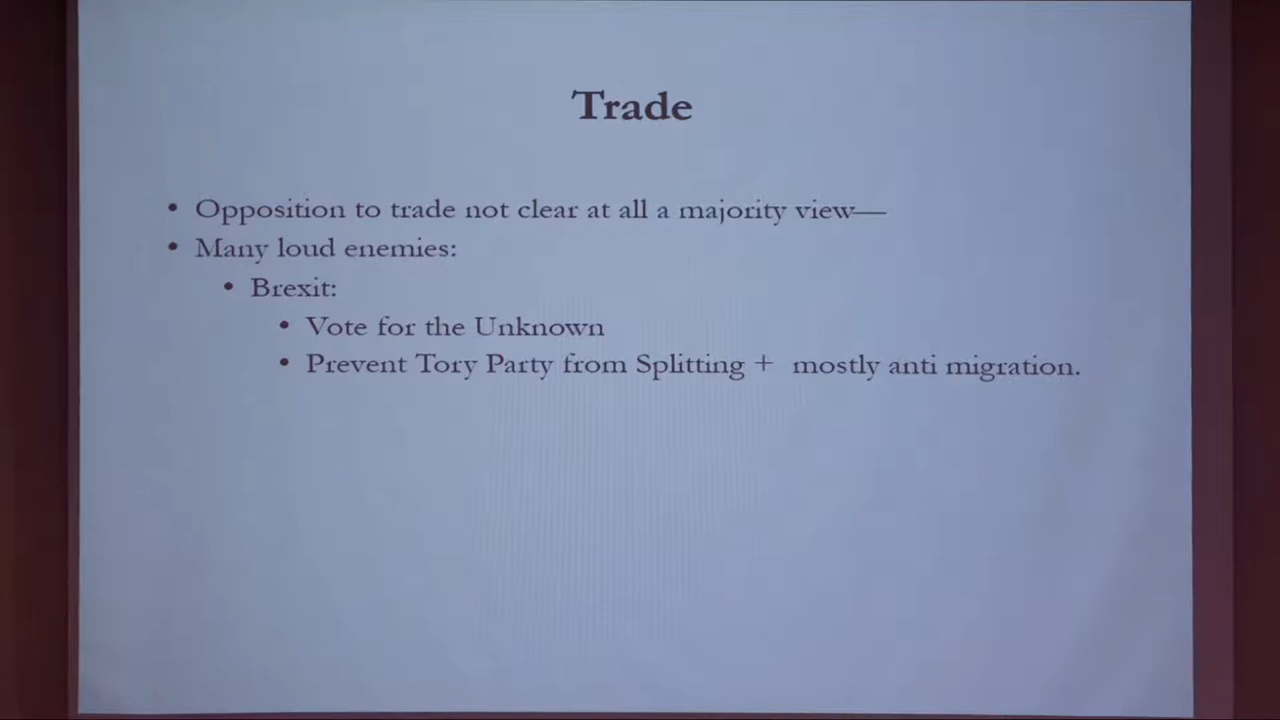 Trade
• Opposition to trade not clear at all a majority view—
• Many loud enemies:
• Brexit:
• Vote for the Unknown
• Prevent Tory Party from Splitting + mostly anti migration.